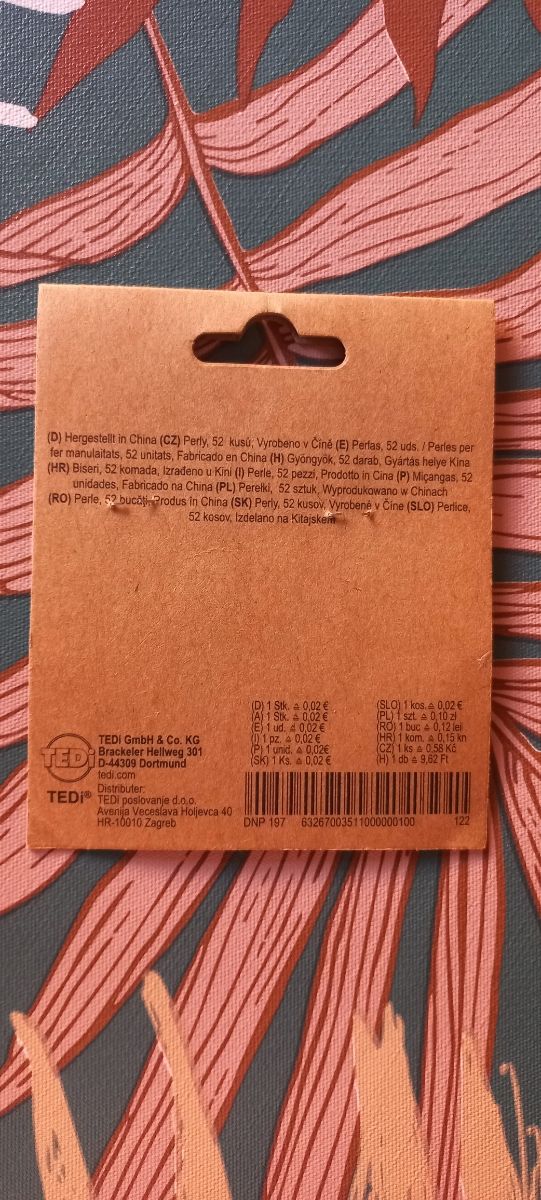 (D) Hergestellt in China (CZ) Perly, 52 kusů, Vyrobeno v Číně (E) Perlas, 52 uds. / Perles per
fer manulaitats, 52 unitats, Fabricado en China (H) Gyöngyök, 52 darab, Gyártás helye Kína
(HR) Biseri, 52 komada, Izrađeno u Kini (I) Perle, 52 pezzi, Prodotto in Cina (P) Miçangas, 52
unidades, Fabricado na China (PL) Perełki, 52 sztuk, Wyprodukowano w Chinach
(RO) Perle, 52 bucăți, Produs în China (SK) Perly, 52 kusov, Vyrobené v Číne (SLO) Perlice,
52 kosov, Izdelano na Kitajskem
TEDi
TEDi®
TEDi GmbH & Co. KG
Brackeler Hellweg 301
D-44309 Dortmund
tedi.com
Distributer:
TEDi poslovanje d.o.o.
Avenija Veceslava Holjevca 40
HR-10010 Zagreb
(D) 1 Stk. ≙ 0,02 €
(A) 1 Stk. ≙ 0,02 €
(E) 1 ud. ≙ 0,02 €
(I) 1 pz. ≙ 0,02 €
(P) 1 unid. ≙ 0,02€
(SK) 1 Ks. ≙ 0,02 €
(SLO) 1 kos ≙ 0,02 €
(PL) 1 szt. ≙ 0,10 zł
(RO) 1 buc ≙ 0,12 lei
(HR) 1 kom. ≙ 0,15 kn
(CZ) 1 ks ≙ 0,58 Kč
(H) 1 db ≙ 9,62 Ft
DNP 197 63267003511000000100 122